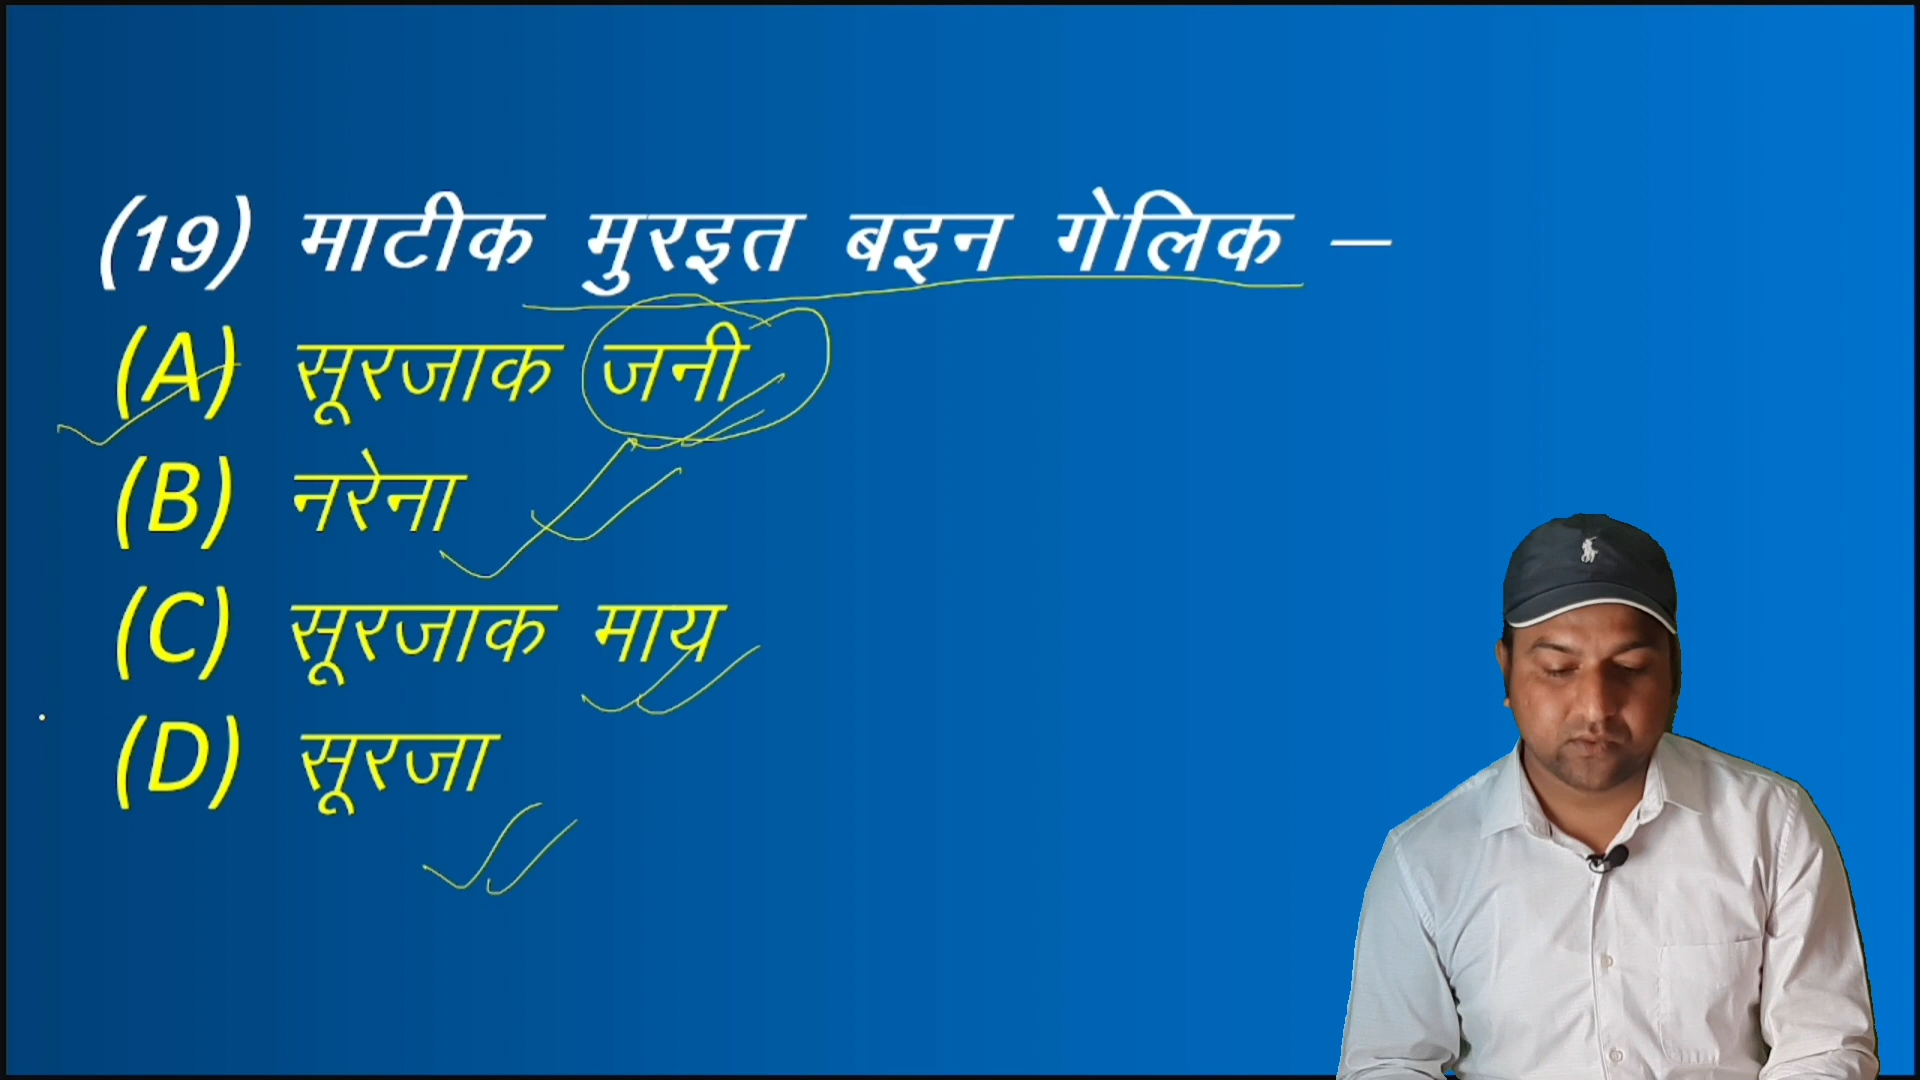 (19) माटीक मुरइत बइन गेलिक –
(A) सूरजाक जनी
(B) नरेना
(C) सूरजाक माय
(D) सूरजा